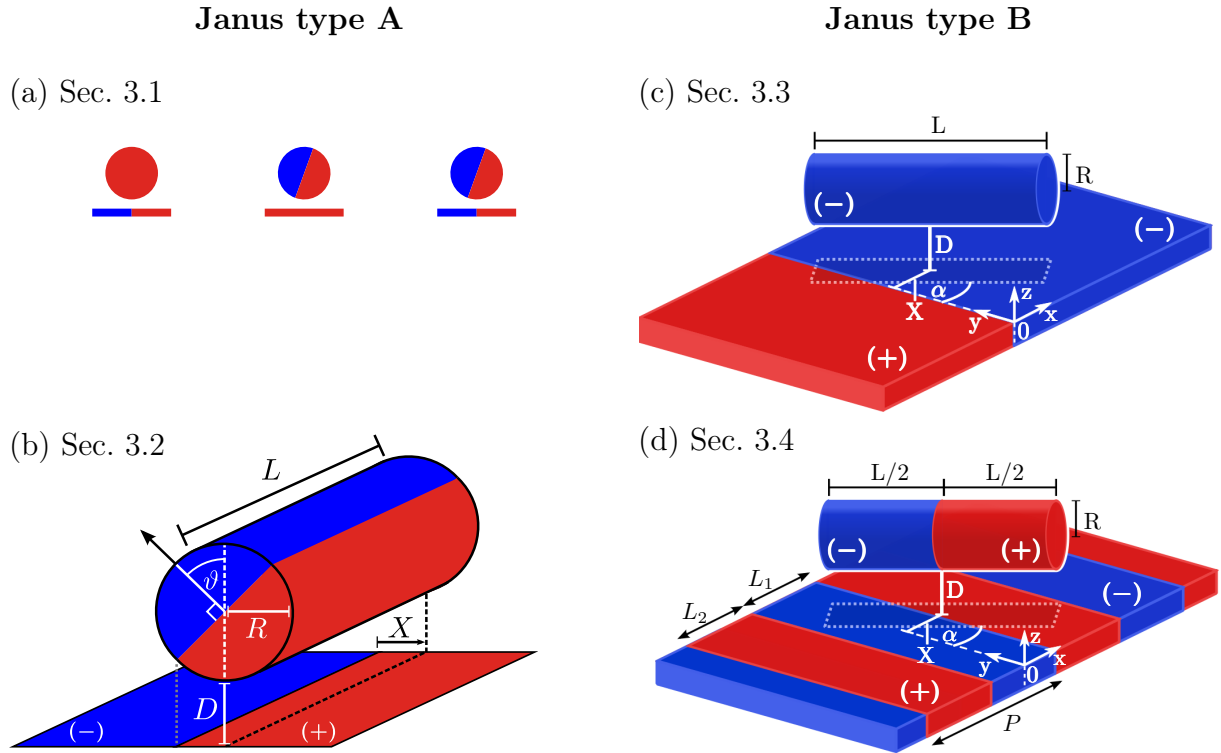 Janus type A
Janus type B
(a) Sec. 3.1
(b) Sec. 3.2
L
ϑ
R
X
D
(−)
(+)
(c) Sec. 3.3
L
R
(−)
(−)
D
α
X
z
y
x
0
(+)
(d) Sec. 3.4
L/2
L/2
R
(−)
(+)
L₁
L₂
D
(−)
α
X
z
y
x
0
(+)
P